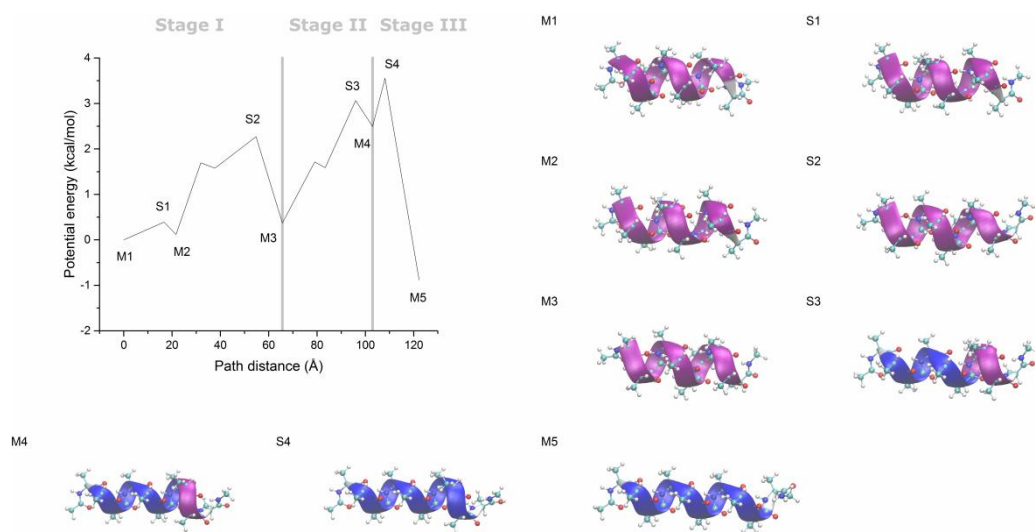 Stage I
Stage II
Stage III
4
3
2
1
0
-1
-2
Potential energy (kcal/mol)
S1
S2
S3
S4
M1
M2
M3
M4
M5
0
20
40
60
80
100
120
Path distance (Å)
M1
S1
M2
S2
M3
S3
M4
S4
M5